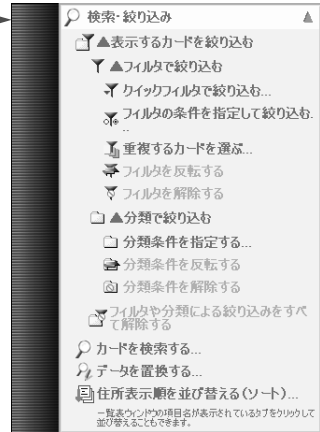 検索・絞り込み ▲
▲表示するカードを絞り込む
▲フィルタで絞り込む
クイックフィルタで絞り込む...
フィルタの条件を指定して絞り込む.
..
重複するカードを選ぶ...
フィルタを反転する
フィルタを解除する
▲分類で絞り込む
分類条件を指定する...
分類条件を反転する
分類条件を解除する
フィルタや分類による絞り込みをすべ
て解除する
カードを検索する...
データを置換する...
住所表示順を並び替える(ソート)...
一覧表ウィンドウの項目名が表示されているタブをクリックして
並び替えることもできます。